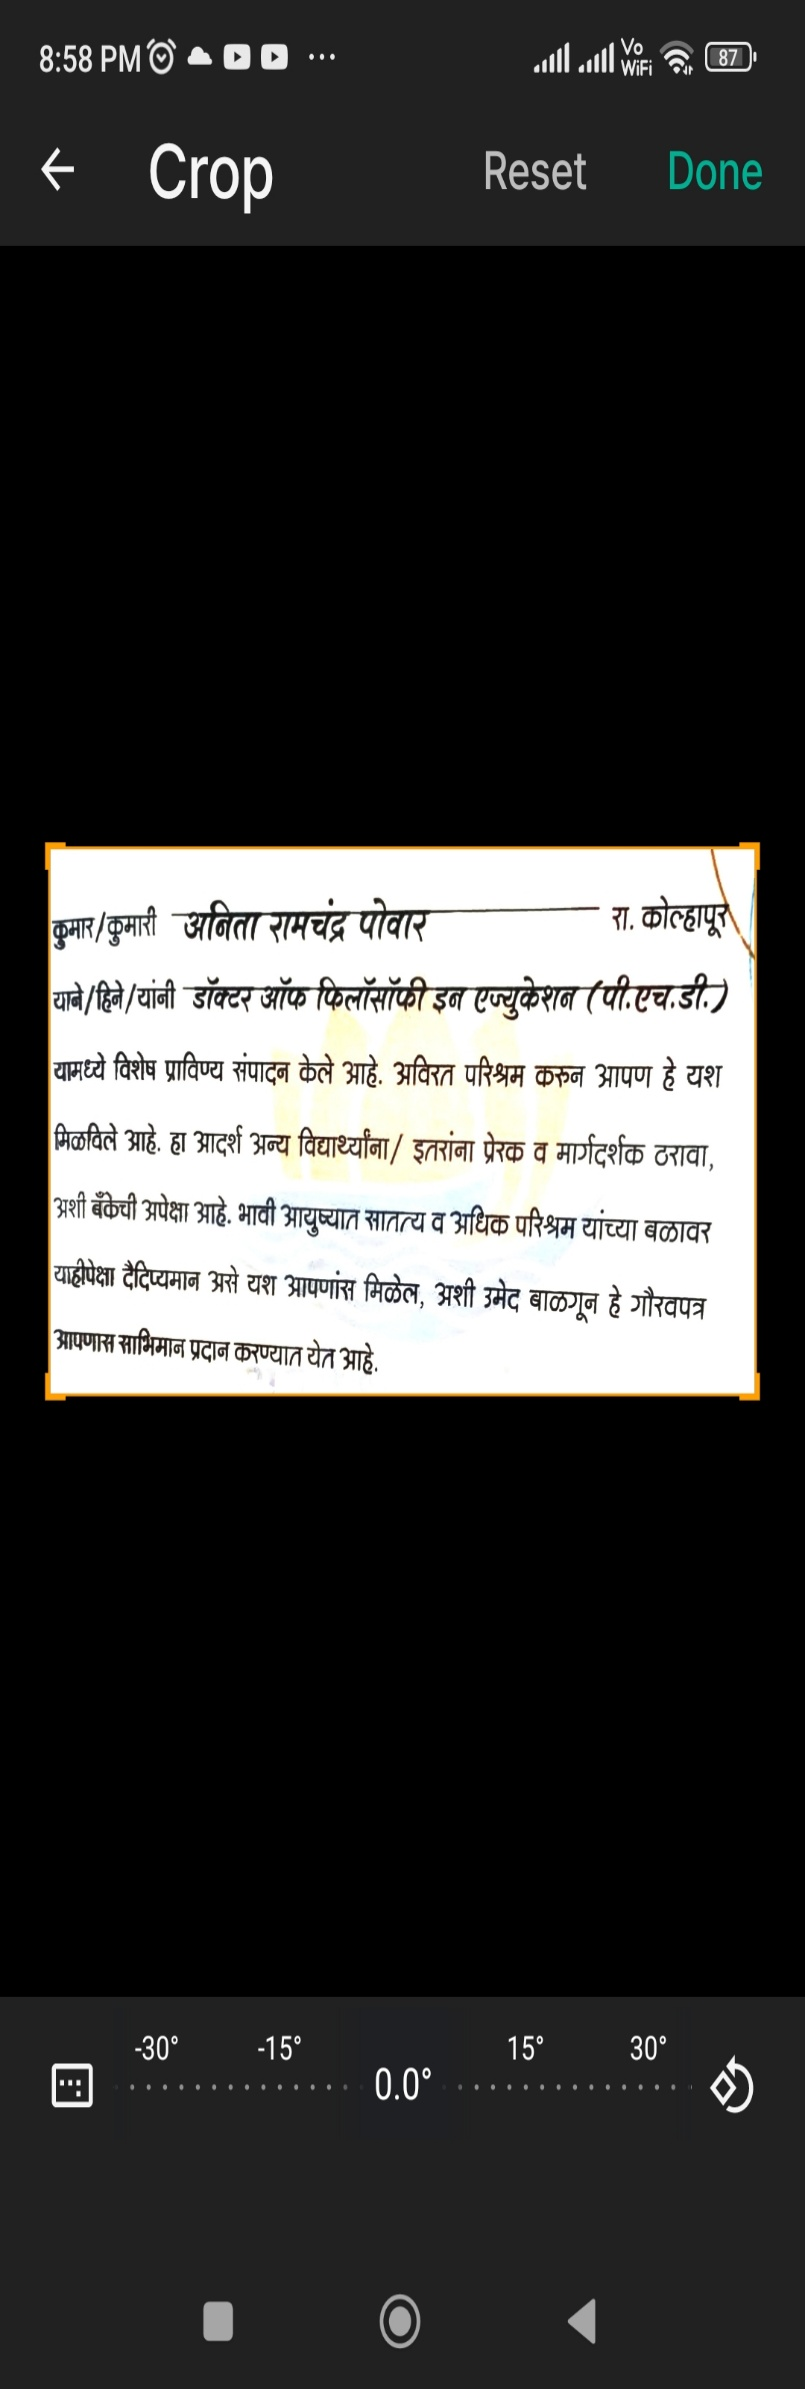 8:58 PM ... Vo WiFi 87
Crop Reset Done
कुमार/कुमारी अनिता रामचंद्र पोवार रा. कोल्हापूर
याने/हिने/यांनी डॉक्टर ऑफ फिलॉसॉफी इन एज्युकेशन (पी.एच.डी.)
यामध्ये विशेष प्राविण्य संपादन केले आहे. अविरत परिश्रम करुन आपण हे यश
मिळविले आहे. हा आदर्श अन्य विद्यार्थ्यांना/ इतरांना प्रेरक व मार्गदर्शक ठरावा,
अशी बँकेची अपेक्षा आहे. भावी आयुष्यात सातत्य व अधिक परिश्रम यांच्या बळावर
याहीपेक्षा दैदिप्यमान असे यश आपणांस मिळेल, अशी उमेद बाळगून हे गौरवपत्र
आपणास साभिमान प्रदान करण्यात येत आहे.
-30° -15° 0.0° 15° 30°